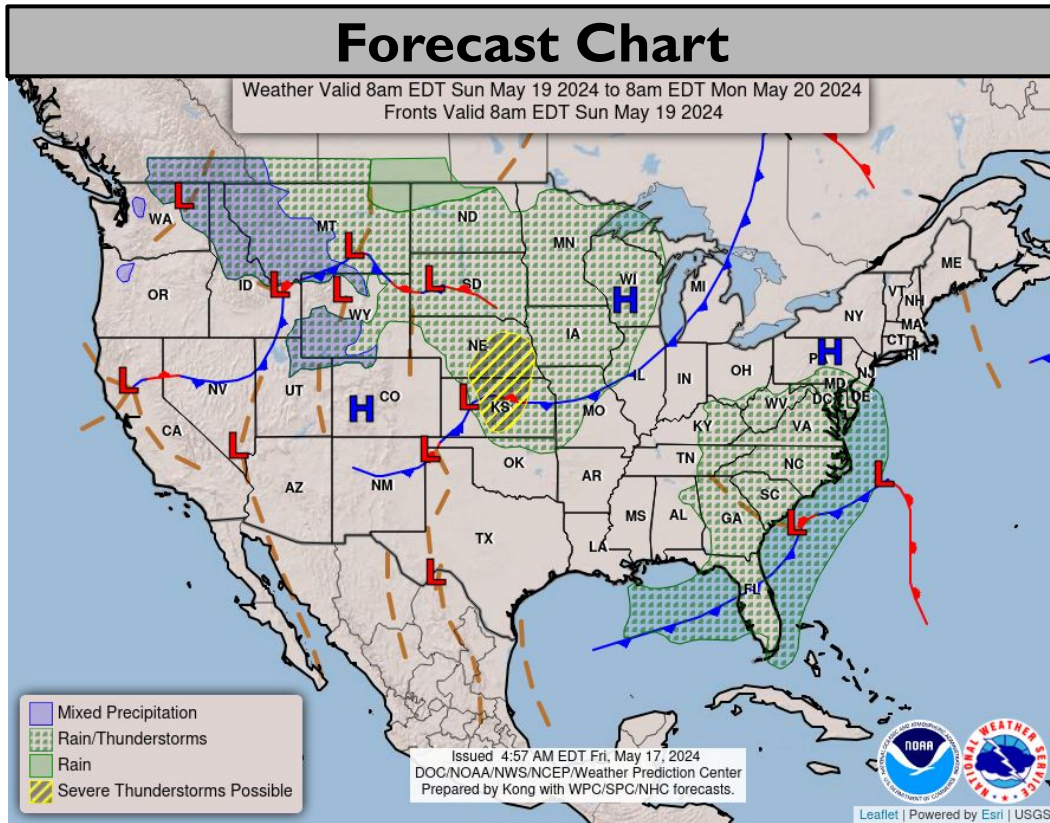 Forecast Chart
Weather Valid 8am EDT Sun May 19 2024 to 8am EDT Mon May 20 2024
Fronts Valid 8am EDT Sun May 19 2024
WA
MT
ND
MN
ME
OR
ID
SD
WI
MI
VT
NH
NY
MA
WY
CT
RI
NE
IA
P
NJ
NV
UT
CO
IL
IN
OH
MD
DC
DE
WV
KS
MO
KY
VA
CA
AZ
NM
OK
AR
TN
NC
SC
TX
MS
AL
GA
LA
FL
L
L
L
L
L
L
L
L
L
L
L
L
H
H
H
Mixed Precipitation
Rain/Thunderstorms
Rain
Severe Thunderstorms Possible
Issued 4:57 AM EDT Fri, May 17, 2024
DOC/NOAA/NWS/NCEP/Weather Prediction Center
Prepared by Kong with WPC/SPC/NHC forecasts.
NOAA
NATIONAL WEATHER SERVICE
Leaflet | Powered by Esri | USGS